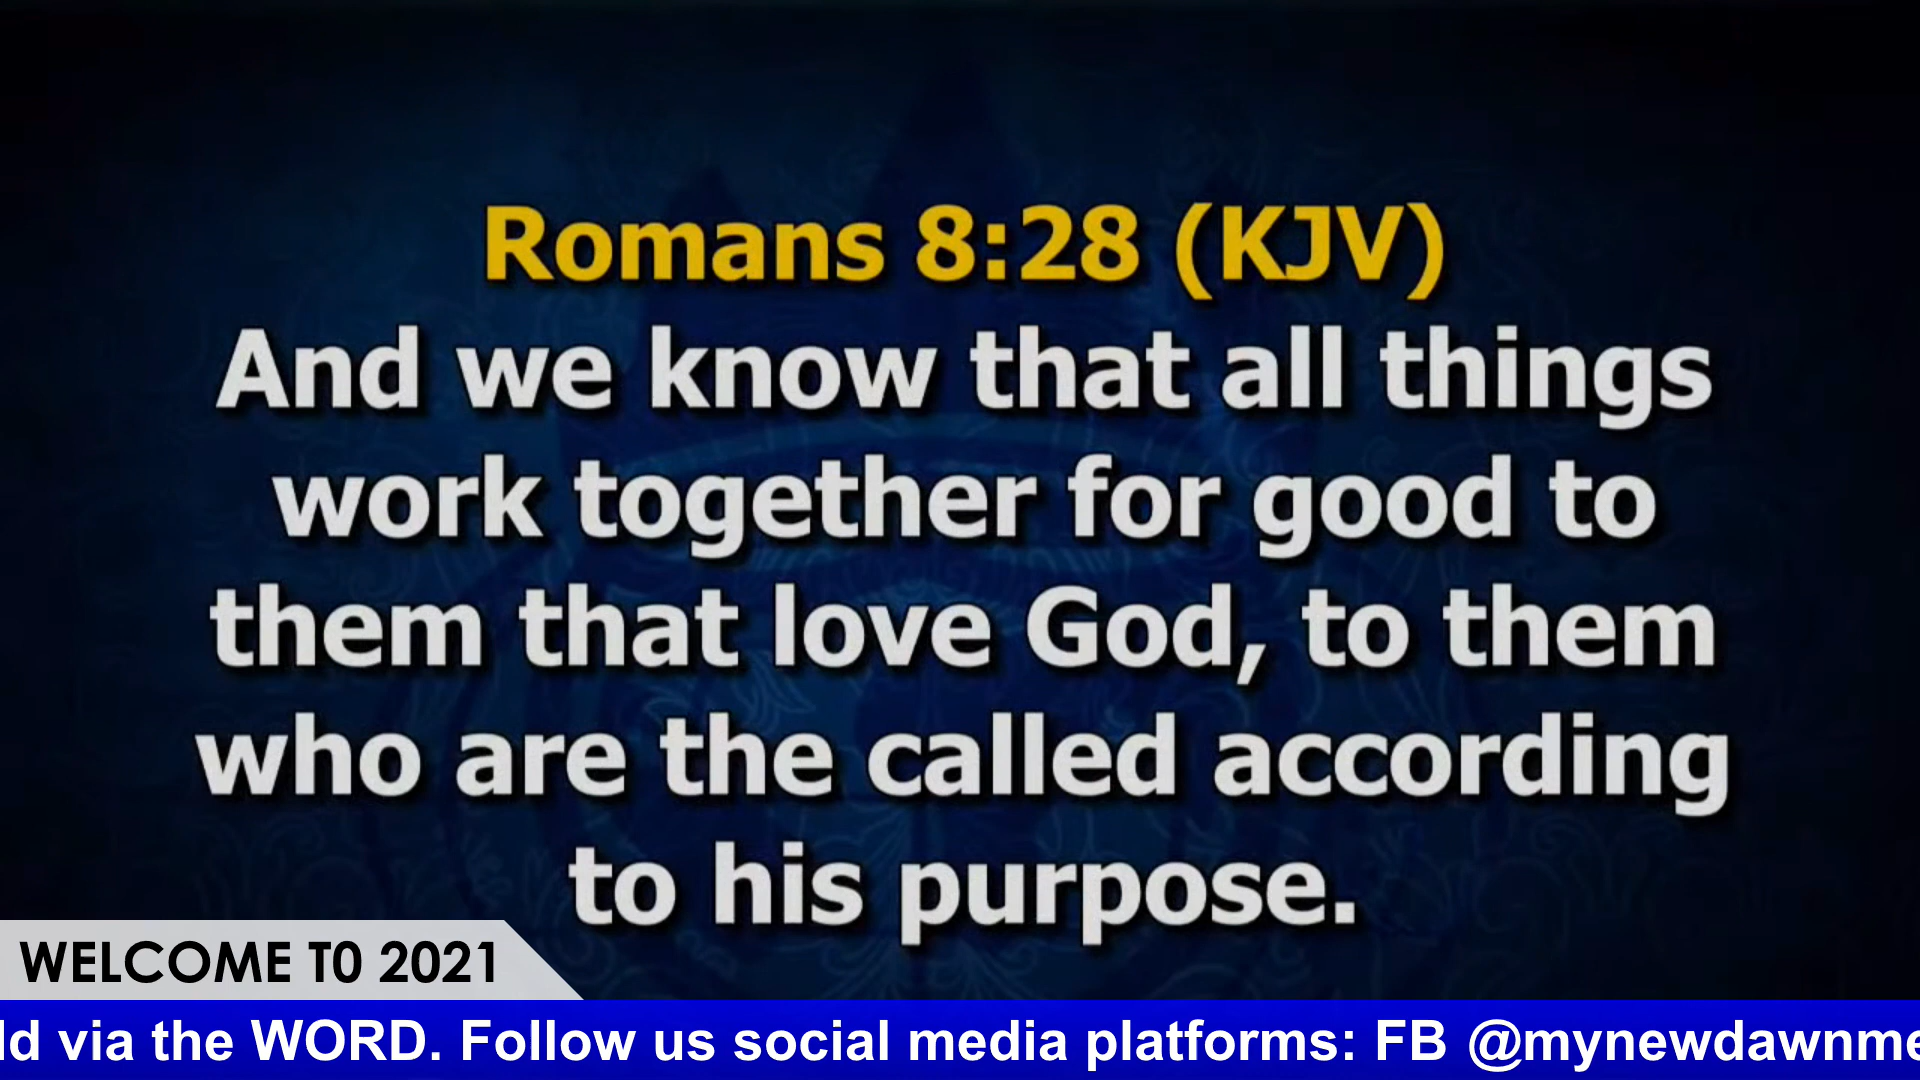 Romans 8:28 (KJV)
And we know that all things
work together for good to
them that love God, to them
who are the called according
to his purpose.
WELCOME T0 2021
via the WORD. Follow us social media platforms: FB